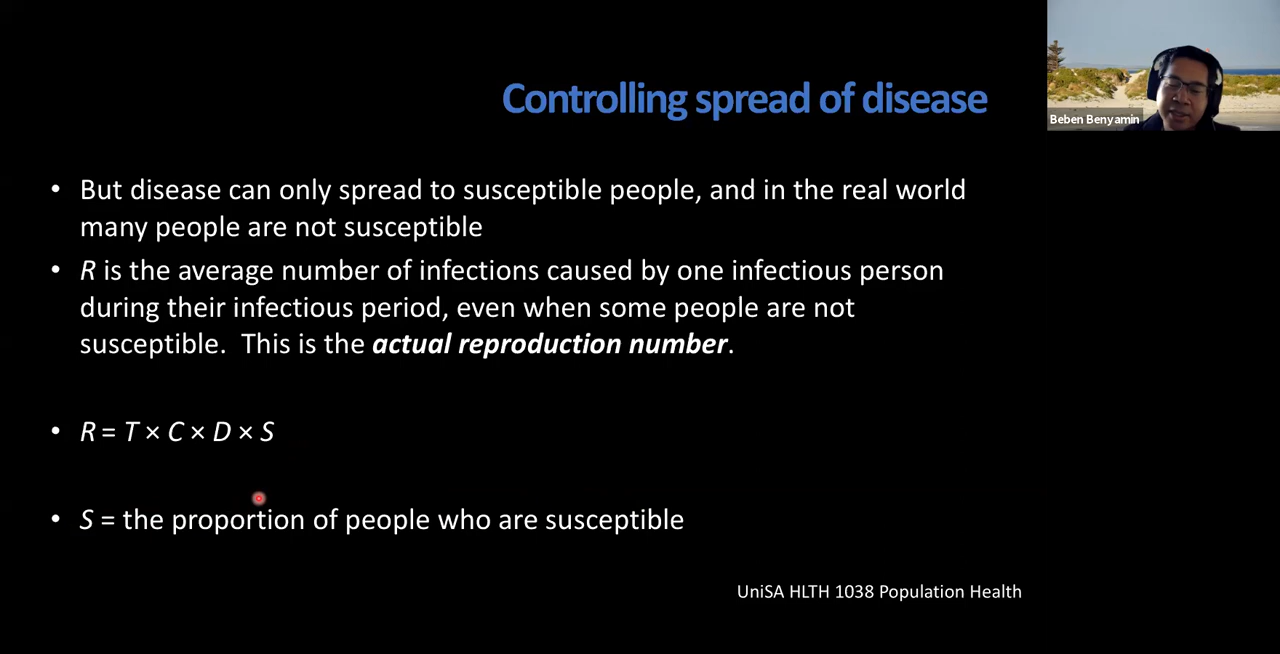 Controlling spread of disease
Beben Benyamin
• But disease can only spread to susceptible people, and in the real world
many people are not susceptible
• R is the average number of infections caused by one infectious person
during their infectious period, even when some people are not
susceptible.  This is the actual reproduction number.
• R = T × C × D × S
• S = the proportion of people who are susceptible
UniSA HLTH 1038 Population Health